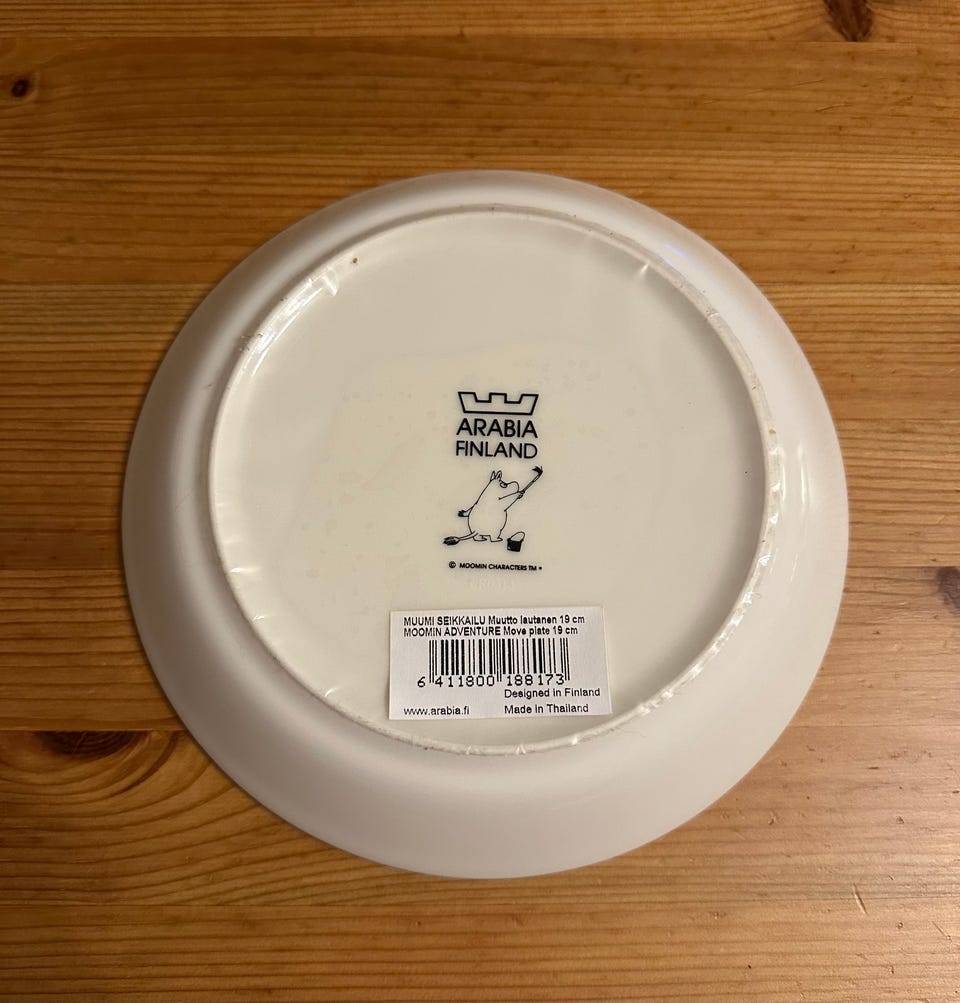 ARABIA
FINLAND
© MOOMIN CHARACTERS TM
MUUMI SEIKKAILU Muutto lautanen 19 cm
MOOMIN ADVENTURE Move plate 19 cm
6 411800 188173
Designed in Finland
www.arabia.fi Made in Thailand